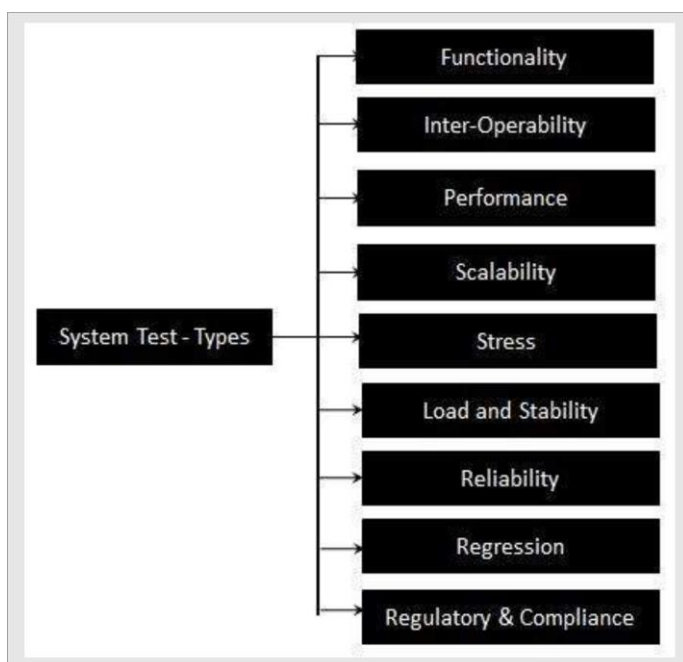 Functionality
Inter-Operability
Performance
Scalability
System Test - Types
Stress
Load and Stability
Reliability
Regression
Regulatory & Compliance